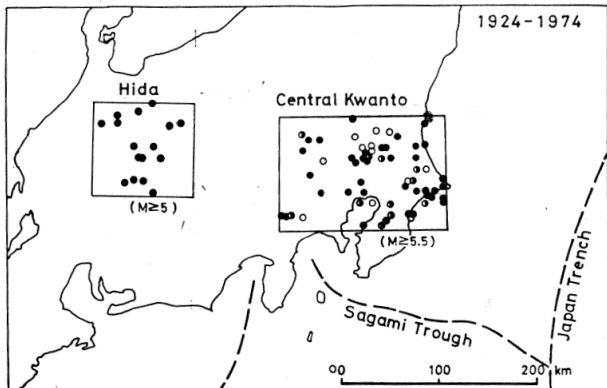 1924-1974
Hida
Central Kwanto
(M≥5)
(M≥5.5)
Sagami Trough
Japan Trench
00 100 200 km